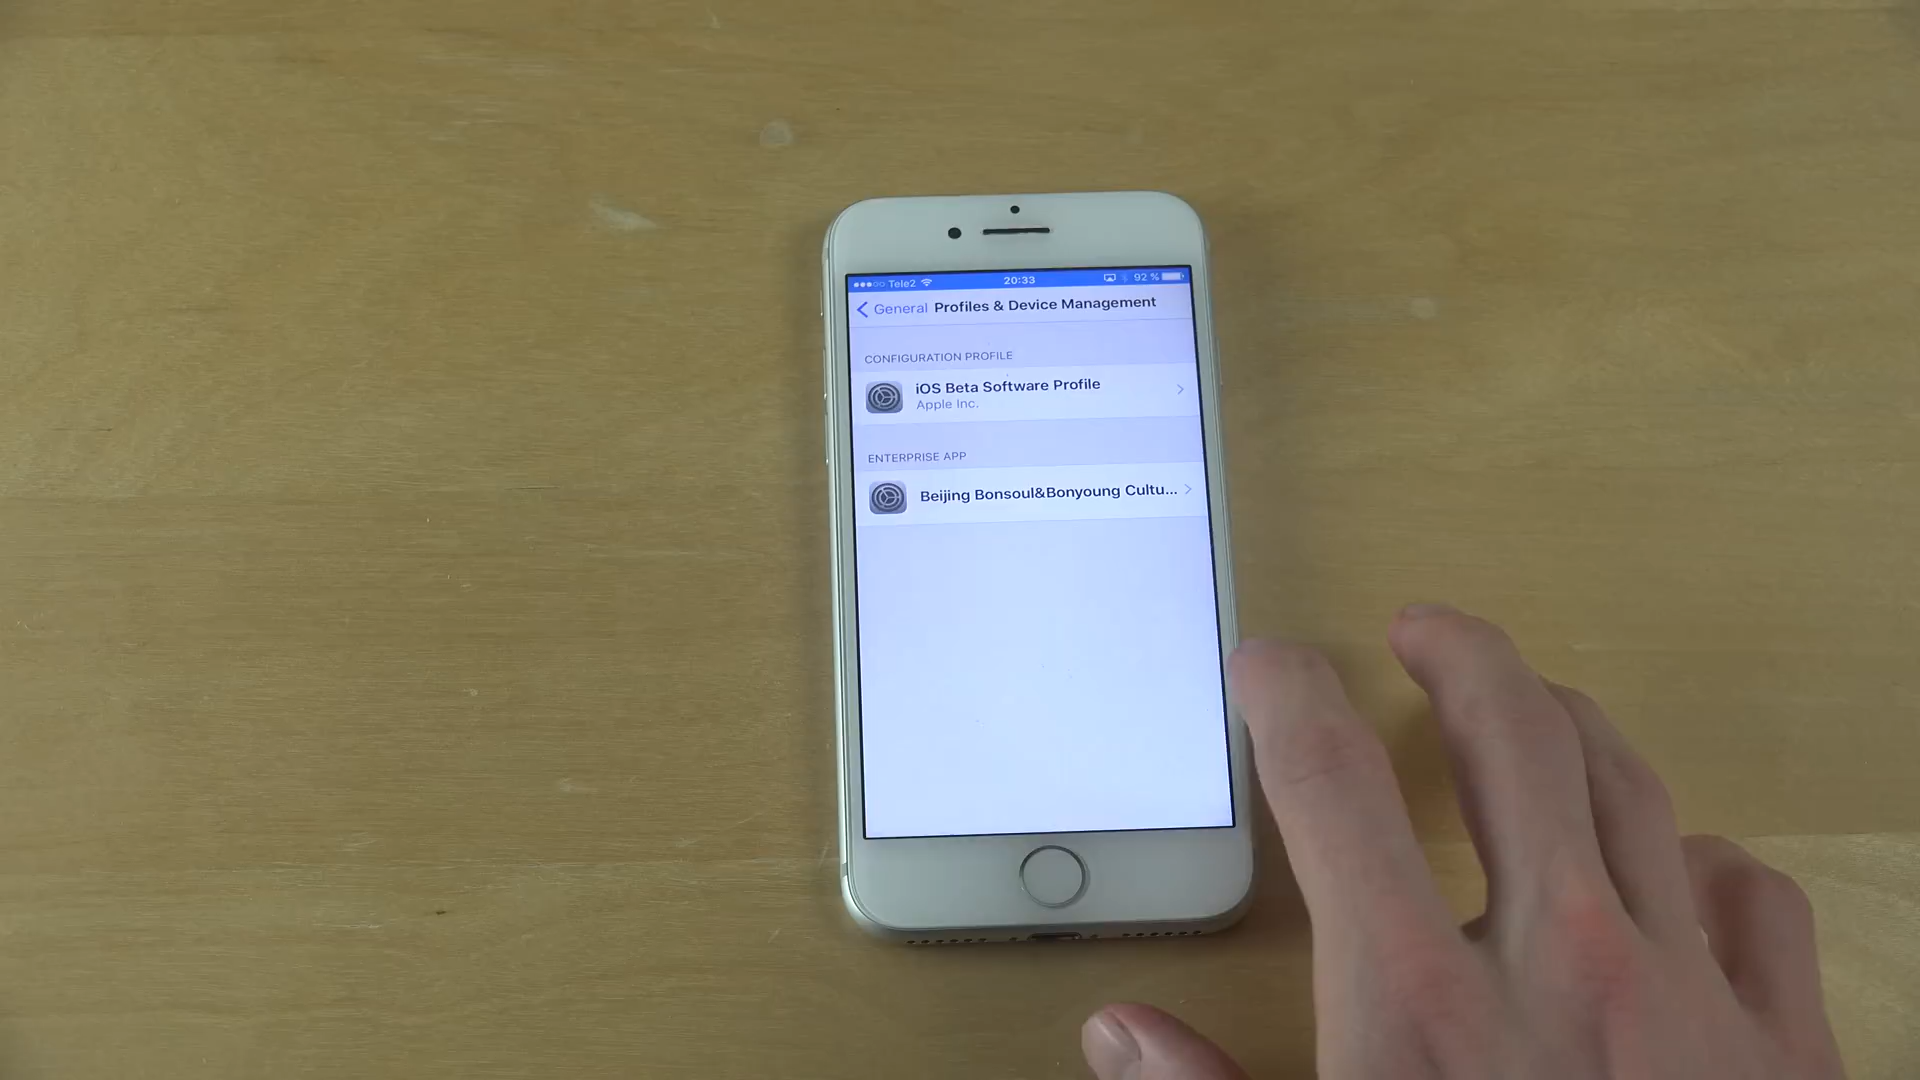 Tele2 20:33 92 %
General Profiles & Device Management
CONFIGURATION PROFILE
iOS Beta Software Profile
Apple Inc.
ENTERPRISE APP
Beijing Bonsoul&Bonyoung Cultu...